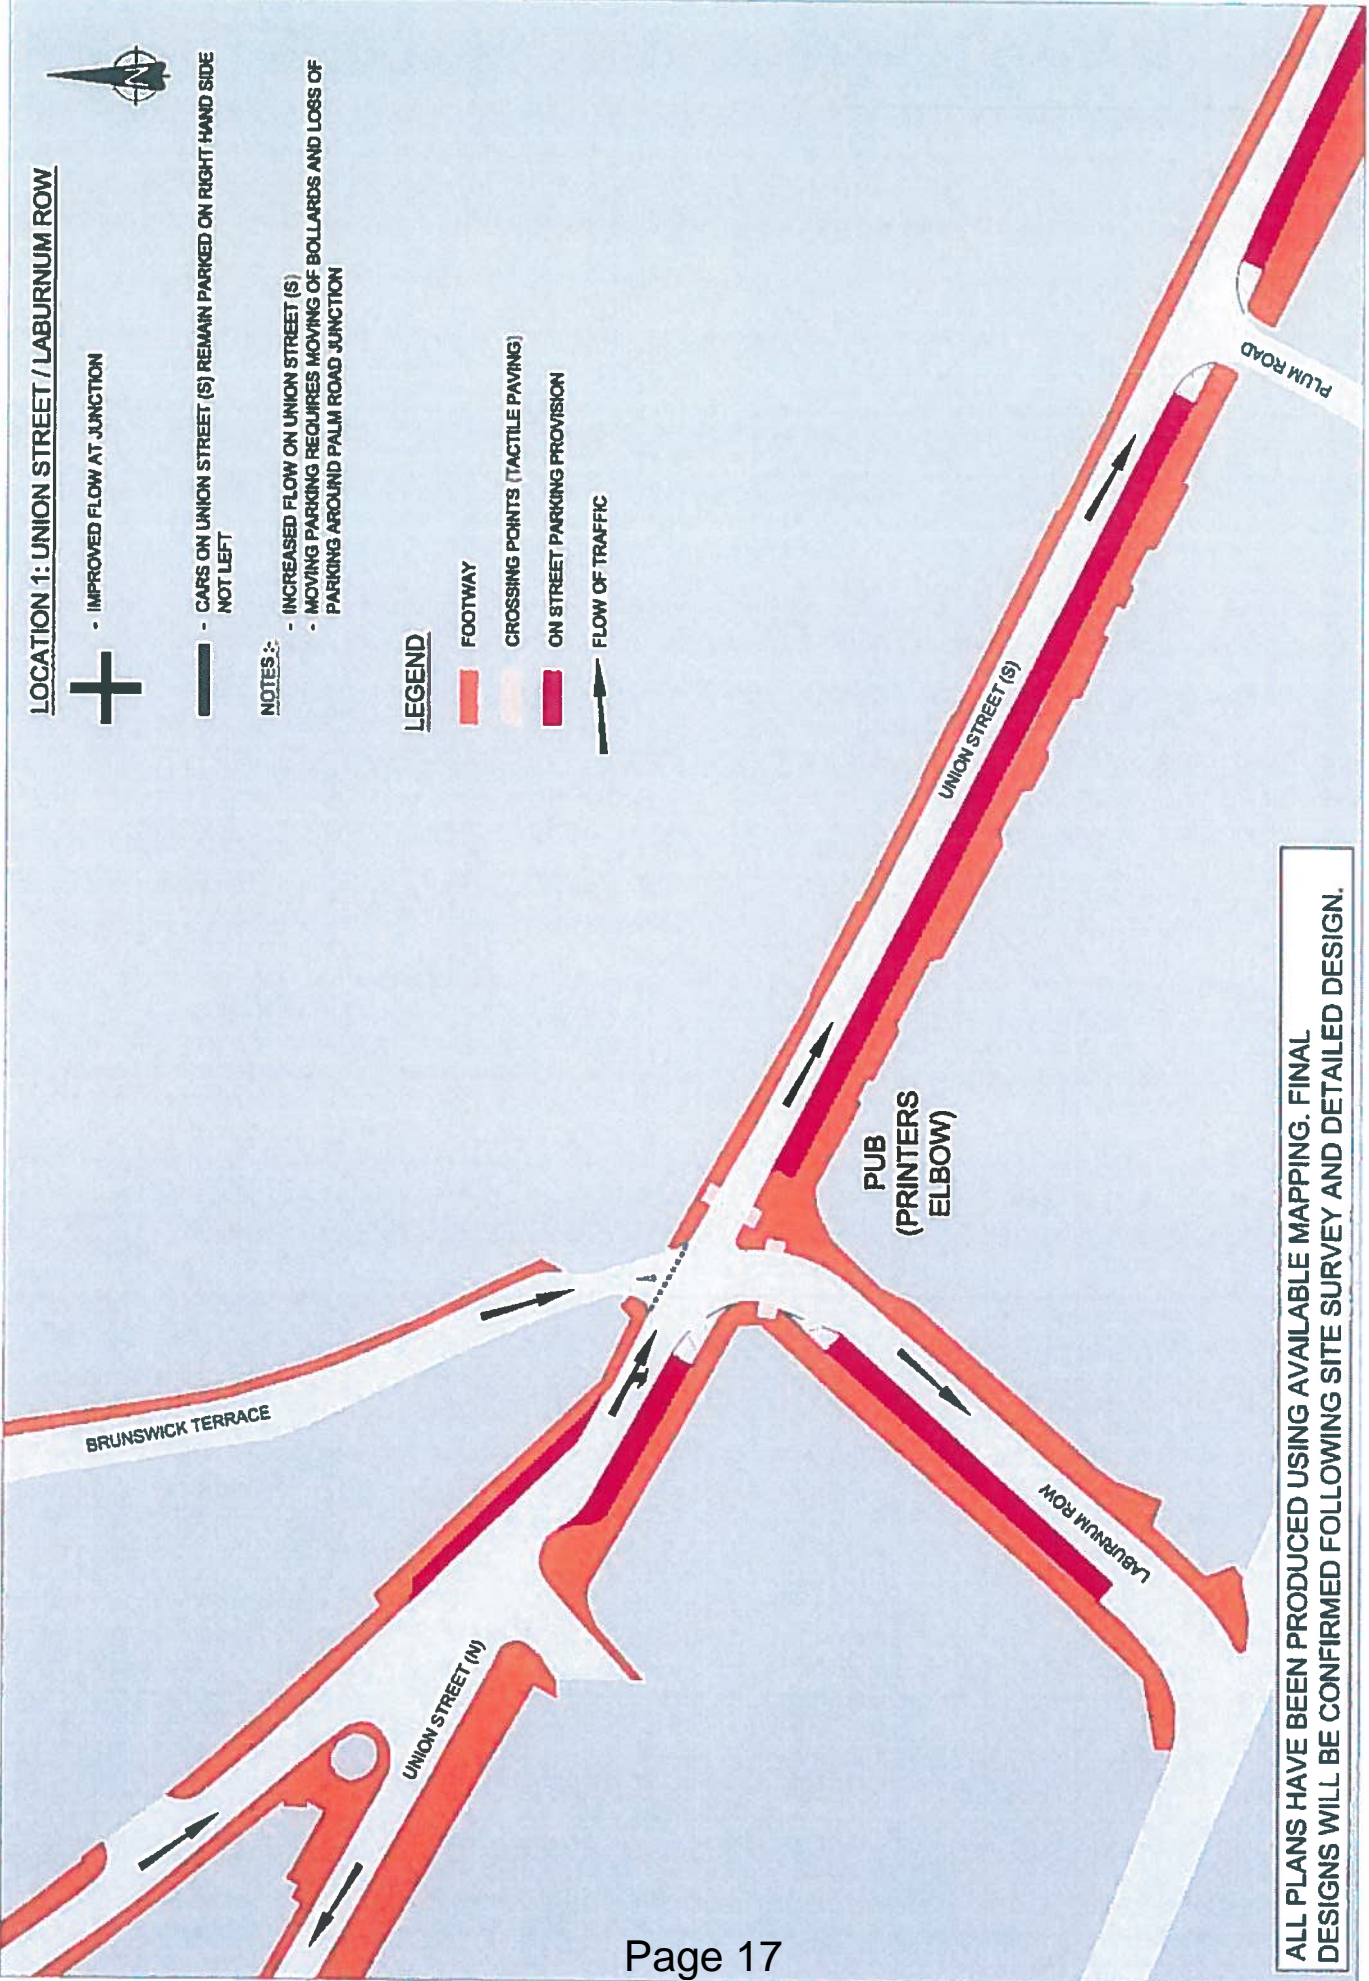 LOCATION 1: UNION STREET / LABURNUM ROW
- IMPROVED FLOW AT JUNCTION
- CARS ON UNION STREET (S) REMAIN PARKED ON RIGHT HAND SIDE
NOT LEFT
NOTES:-
- INCREASED FLOW ON UNION STREET (S)
- MOVING PARKING REQUIRES MOVING OF BOLLARDS AND LOSS OF
PARKING AROUND PALM ROAD JUNCTION
LEGEND
FOOTWAY
CROSSING POINTS (TACTILE PAVING)
ON STREET PARKING PROVISION
FLOW OF TRAFFIC
N
BRUNSWICK TERRACE
UNION STREET (N)
UNION STREET (S)
PLUM ROAD
LABURNUM ROW
PUB
(PRINTERS
ELBOW)
ALL PLANS HAVE BEEN PRODUCED USING AVAILABLE MAPPING. FINAL
DESIGNS WILL BE CONFIRMED FOLLOWING SITE SURVEY AND DETAILED DESIGN.
Page 17